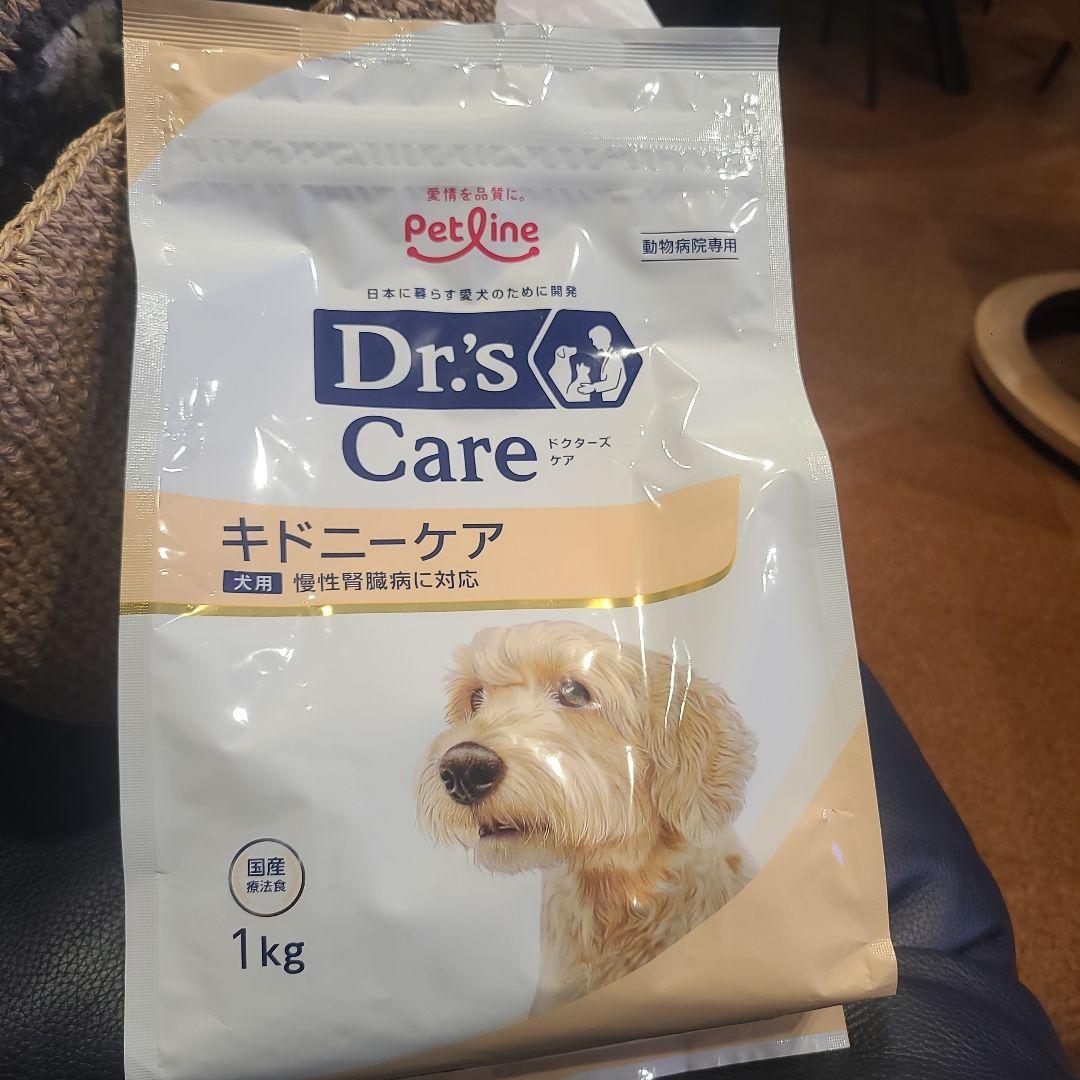 愛情を品質に。
Petline
動物病院専用
日本に暮らす愛犬のために開発
Dr.'s
Care
ドクターズ
ケア
キドニーケア
犬用 慢性腎臓病に対応
国産
療法食
1kg